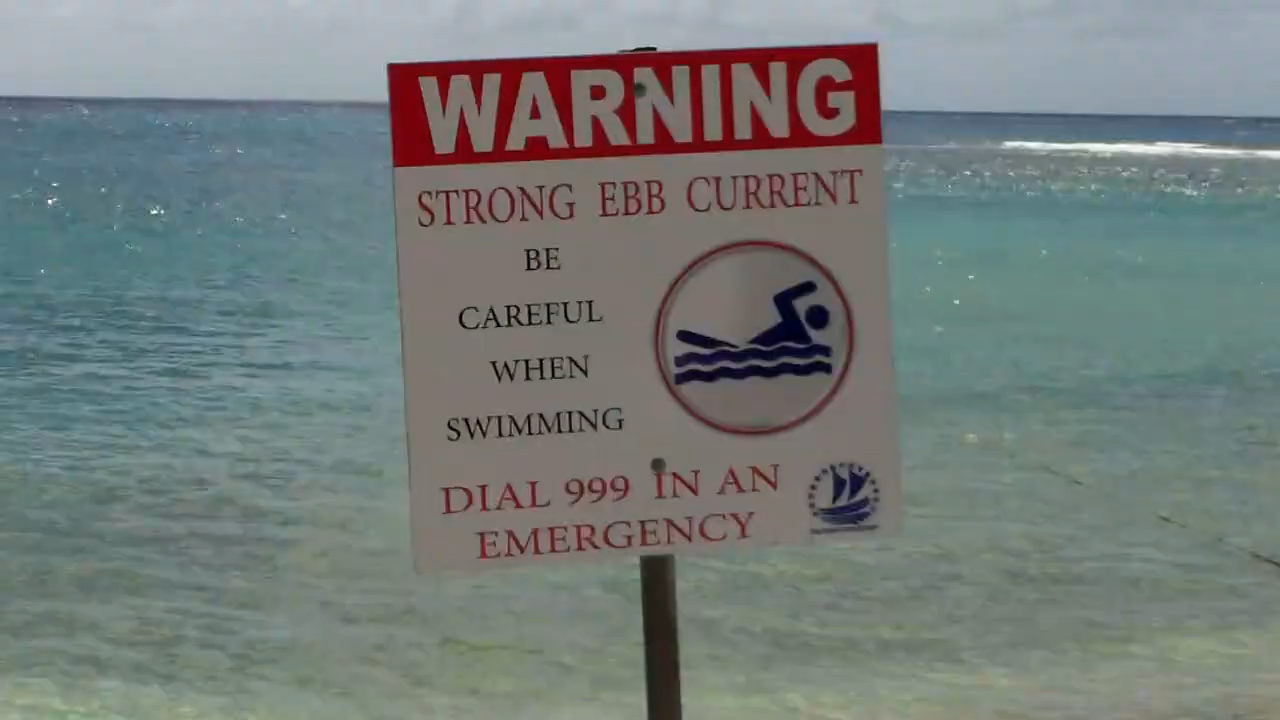 WARNING
STRONG EBB CURRENT
BE
CAREFUL
WHEN
SWIMMING
DIAL 999 IN AN
EMERGENCY